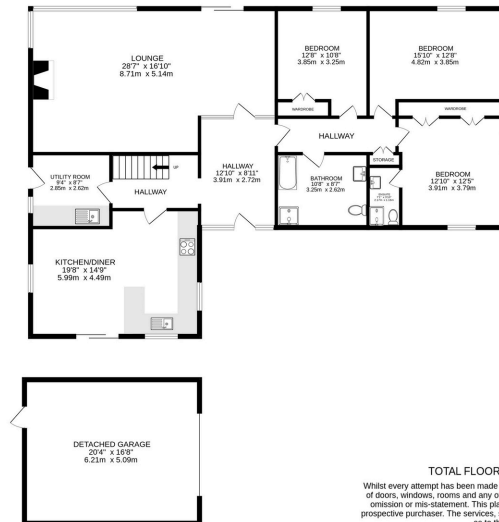 LOUNGE
28'7" x 16'10"
8.71m x 5.14m
BEDROOM
12'8" x 10'8"
3.85m x 3.25m
BEDROOM
15'10" x 12'8"
4.82m x 3.85m
WARDROBE
WARDROBE
HALLWAY
STORAGE
UTILITY ROOM
9'4" x 8'7"
2.85m x 2.62m
UP
HALLWAY
HALLWAY
12'10" x 8'11"
3.91m x 2.72m
BATHROOM
10'8" x 8'7"
3.25m x 2.62m
BEDROOM
12'10" x 12'5"
3.91m x 3.79m
KITCHEN/DINER
19'8" x 14'9"
5.99m x 4.49m
DETACHED GARAGE
20'4" x 16'8"
6.21m x 5.09m
TOTAL FLOOR
Whilst every attempt has been made
of doors, windows, rooms and any o
omission or mis-statement. This pla
prospective purchaser. The services,